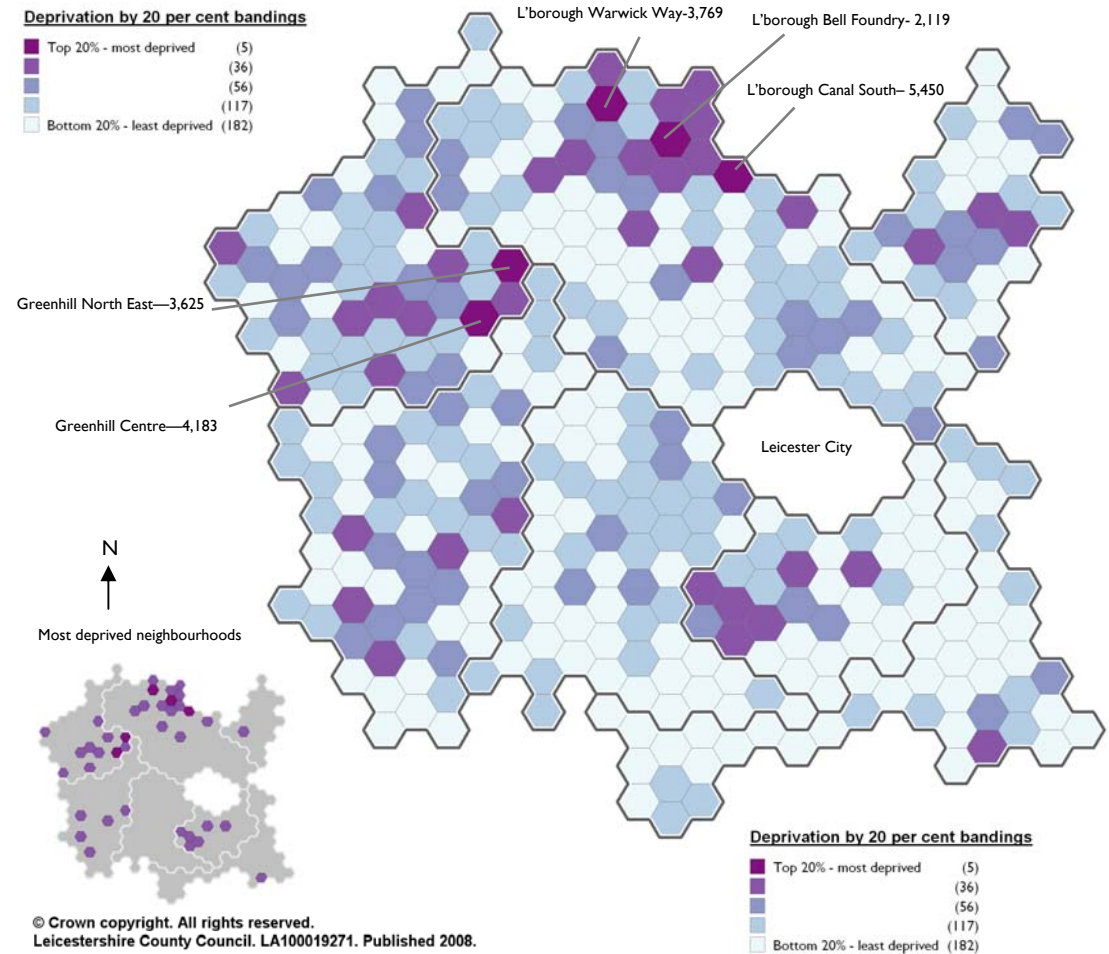 Deprivation by 20 per cent bandings
Top 20% - most deprived (5)
(36)
(56)
(117)
Bottom 20% - least deprived (182)
L'borough Warwick Way-3,769
L'borough Bell Foundry- 2,119
L'borough Canal South– 5,450
Greenhill North East—3,625
Greenhill Centre—4,183
Leicester City
N
Most deprived neighbourhoods
Deprivation by 20 per cent bandings
Top 20% - most deprived (5)
(36)
(56)
(117)
Bottom 20% - least deprived (182)
© Crown copyright. All rights reserved.
Leicestershire County Council. LA100019271. Published 2008.